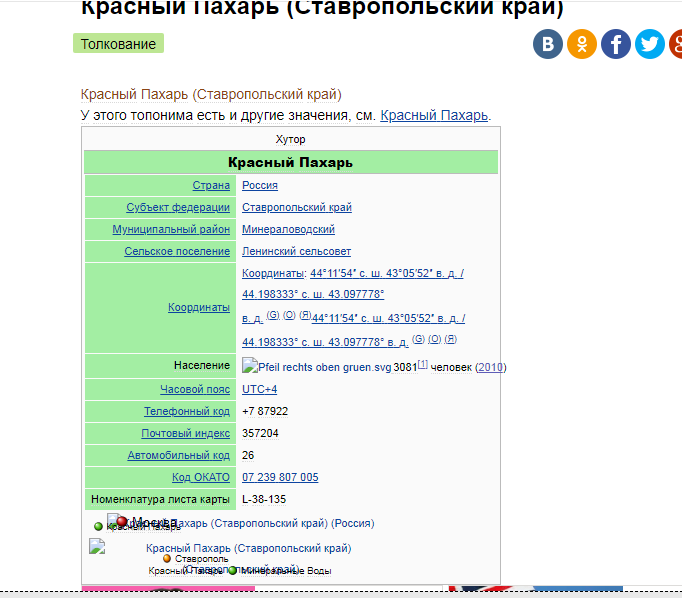 Красный Пахарь (Ставропольский край)
Толкование
Красный Пахарь (Ставропольский край)
У этого топонима есть и другие значения, см. Красный Пахарь.
Хутор
Красный Пахарь
Страна Россия
Субъект федерации Ставропольский край
Муниципальный район Минераловодский
Сельское поселение Ленинский сельсовет
Координаты Координаты: 44°11′54″ с. ш. 43°05′52″ в. д. /
44.198333° с. ш. 43.097778°
в. д. (G) (O) (Я)44°11′54″ с. ш. 43°05′52″ в. д. /
44.198333° с. ш. 43.097778° в. д. (G) (O) (Я)
Население Pfeil rechts oben gruen.svg 3081[1] человек (2010)
Часовой пояс UTC+4
Телефонный код +7 87922
Почтовый индекс 357204
Автомобильный код 26
Код ОКАТО 07 239 807 005
Номенклатура листа карты L-38-135
Красный Пахарь (Ставропольский край) (Россия)
Москва
Красный Пахарь
Красный Пахарь (Ставропольский край)
Ставрополь
(Ставропольский край)
Красный Пахарь Минеральные Воды